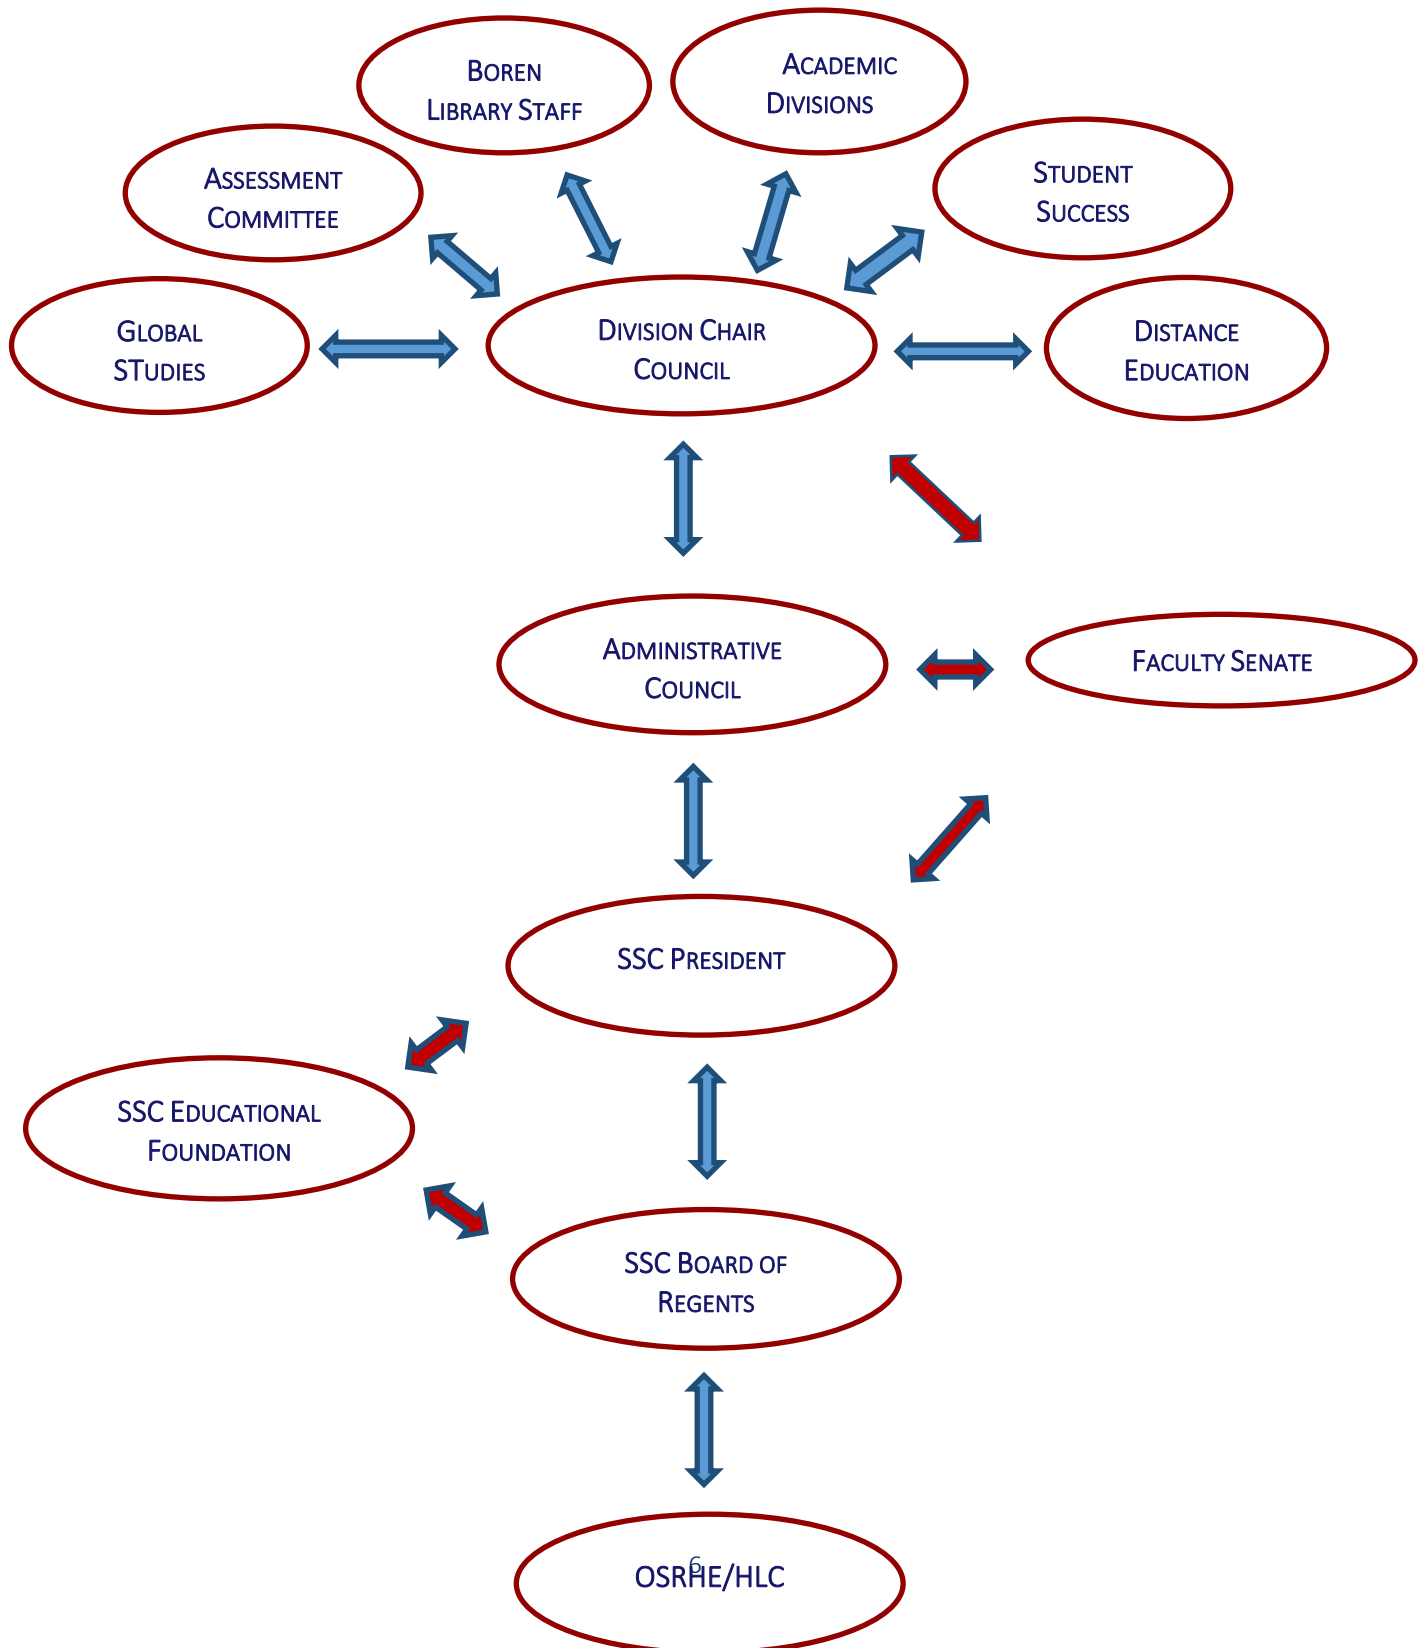 BOREN
LIBRARY STAFF
ACADEMIC
DIVISIONS
ASSESSMENT
COMMITTEE
STUDENT
SUCCESS
GLOBAL
STUDIES
DIVISION CHAIR
COUNCIL
DISTANCE
EDUCATION
ADMINISTRATIVE
COUNCIL
FACULTY SENATE
SSC PRESIDENT
SSC EDUCATIONAL
FOUNDATION
SSC BOARD OF
REGENTS
6
OSRHE/HLC